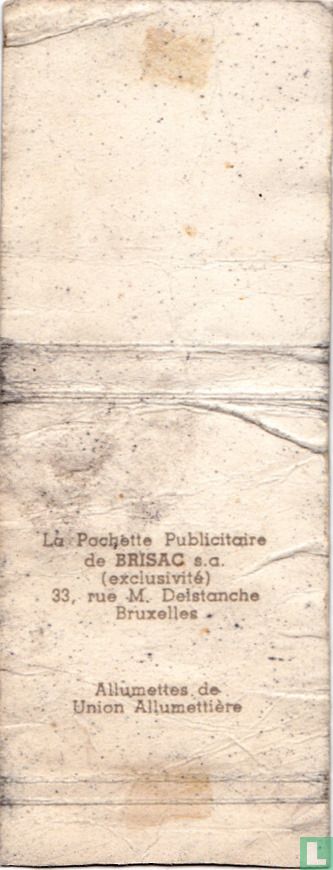 La Pochette Publicitaire
de BRISAC s.a.
(exclusivité)
33, rue M. Delstanche
Bruxelles
Allumettes de
Union Allumettière
L